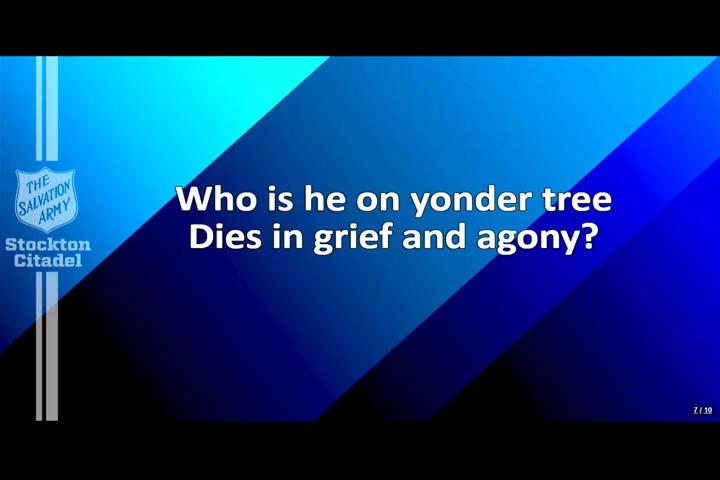 THE
SALVATION
ARMY
Stockton
Citadel
Who is he on yonder tree
Dies in grief and agony?
7 / 10